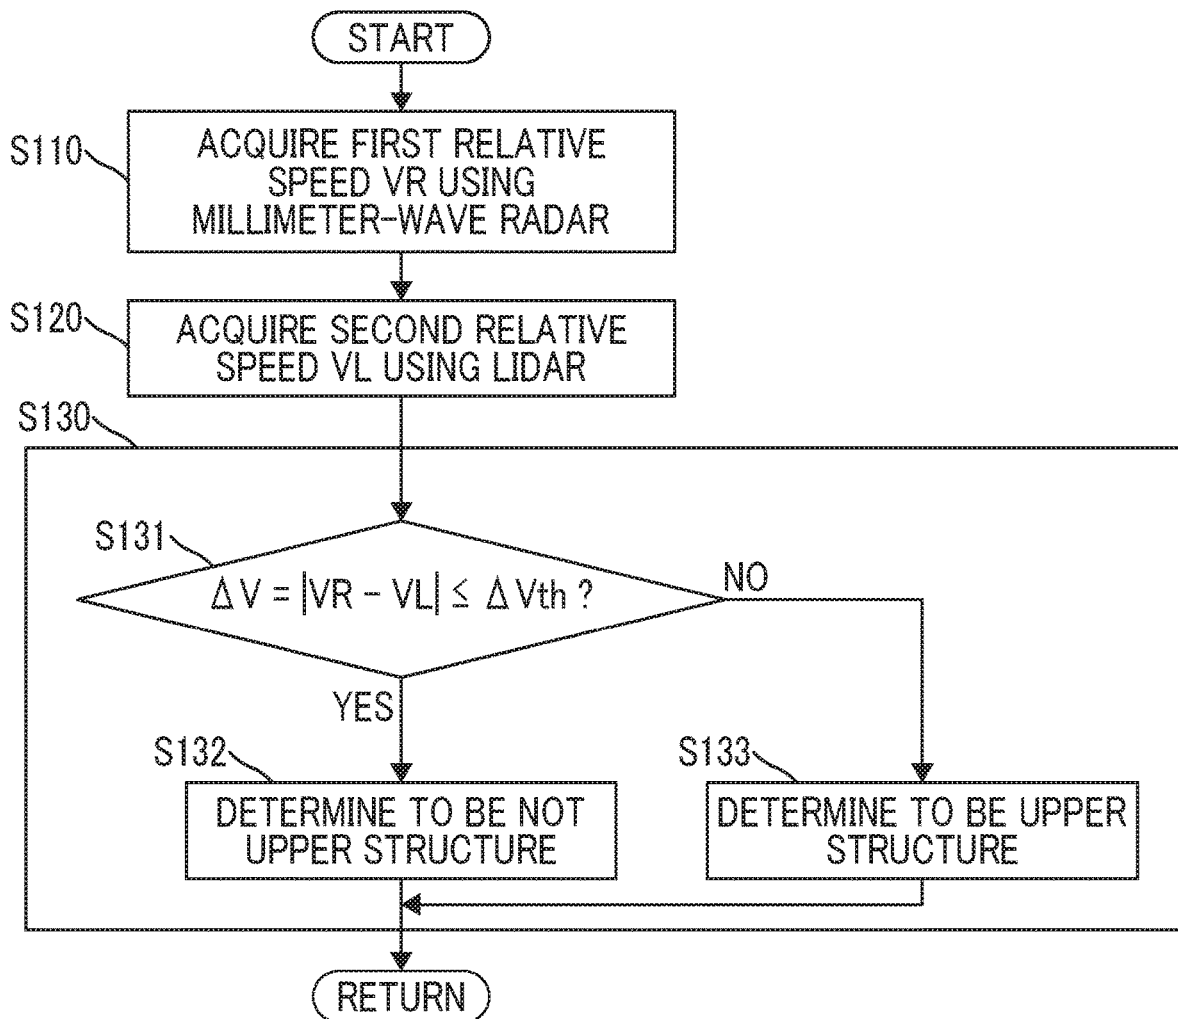 START
S110
ACQUIRE FIRST RELATIVE
SPEED VR USING
MILLIMETER-WAVE RADAR
S120
ACQUIRE SECOND RELATIVE
SPEED VL USING LIDAR
S130
S131
ΔV = |VR - VL| ≤ ΔVth ?
NO
YES
S132
DETERMINE TO BE NOT
UPPER STRUCTURE
S133
DETERMINE TO BE UPPER
STRUCTURE
RETURN